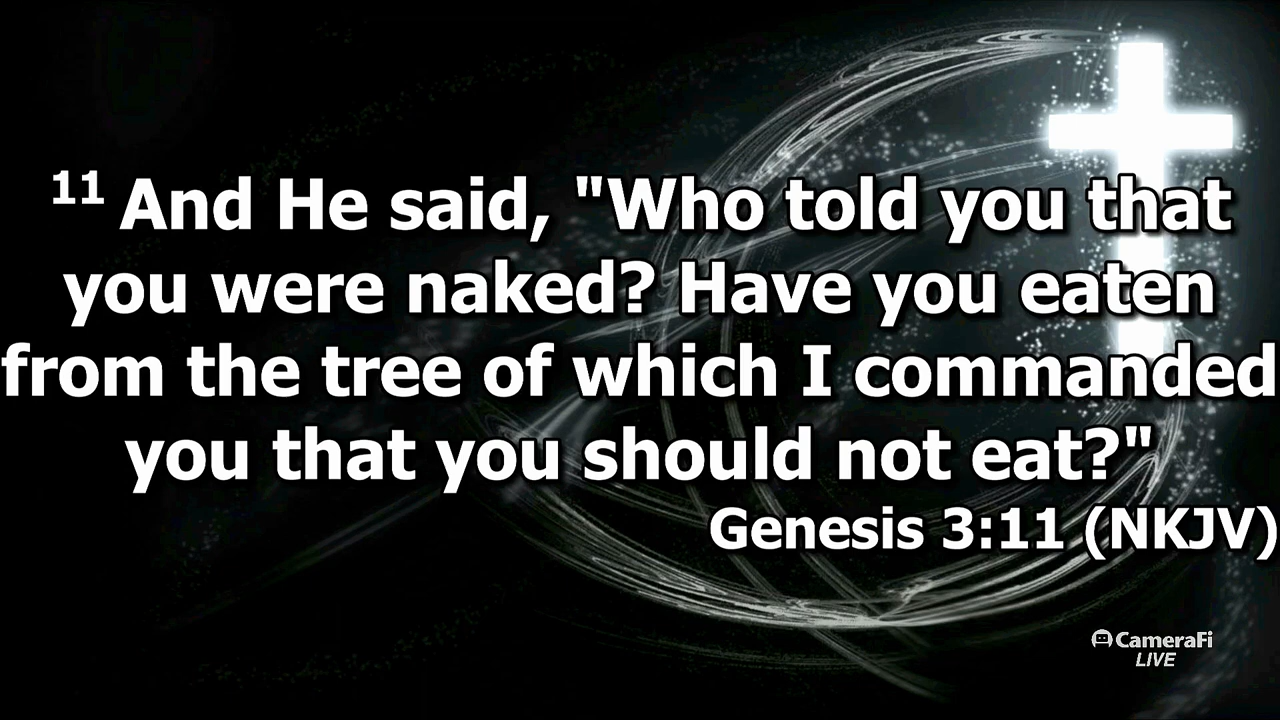 11 And He said, "Who told you that
you were naked? Have you eaten
from the tree of which I commanded
you that you should not eat?"
Genesis 3:11 (NKJV)
CameraFi
LIVE